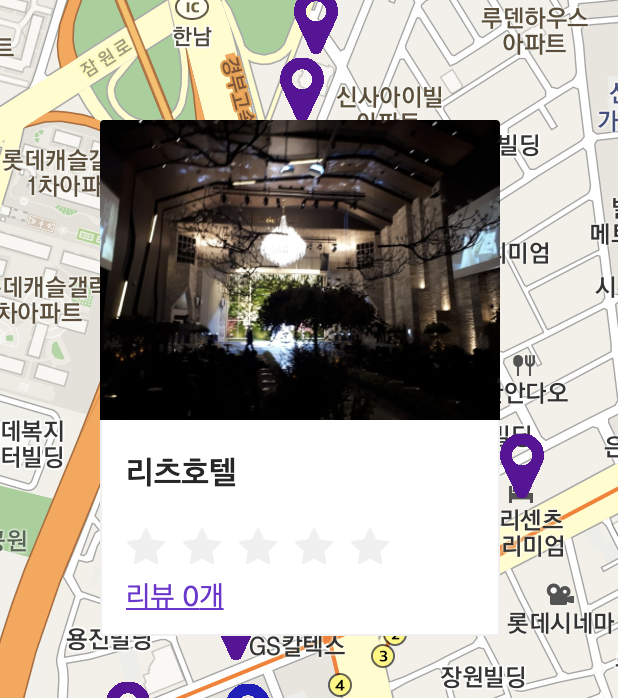 IC
한남
루덴하우스
아파트
잠원로
경부고속
신사아이빌
아파트
롯데캐슬갤
1차아파
빌딩
메트
미엄
데캐슬갤럭
차아파트
시
안다오
데복지
터빌딩
빌딩
은
리츠호텔
리센츠
리미엄
공원
리뷰 0개
롯데시네마
용진빌딩
GS칼텍스
2
3
장원빌딩
4